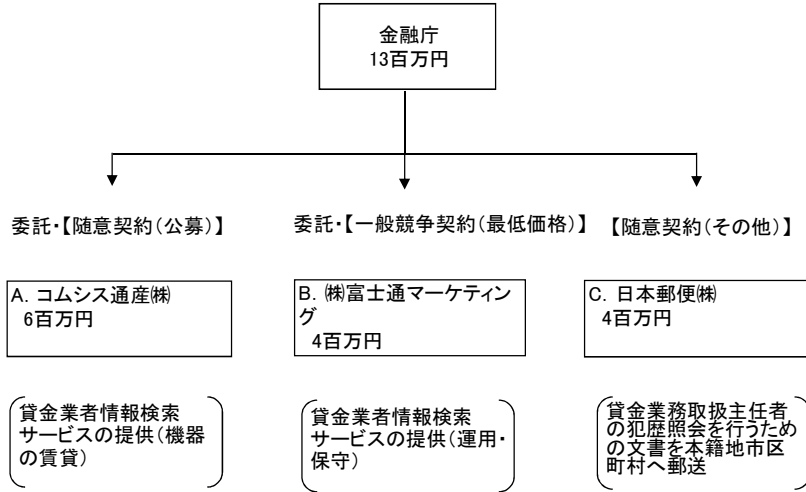 金融庁
13百万円
委託・【随意契約（公募）】
委託・【一般競争契約（最低価格）】
【随意契約（その他）】
A. コムシス通産㈱
6百万円
B. ㈱富士通マーケティン
グ
4百万円
C. 日本郵便㈱
4百万円
貸金業者情報検索
サービスの提供（機器
の賃貸）
貸金業者情報検索
サービスの提供（運用・
保守）
貸金業務取扱主任者
の犯歴照会を行うため
の文書を本籍地市区
町村へ郵送